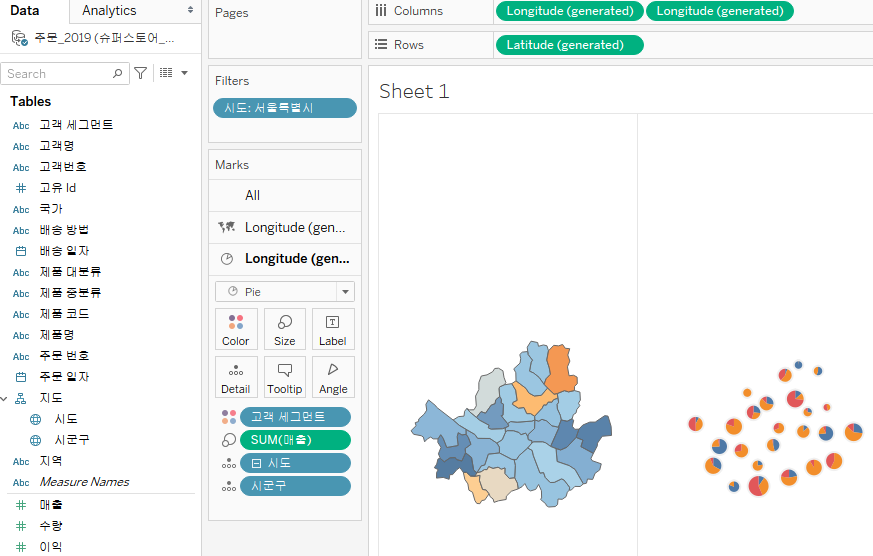 Data
Analytics
주문_2019 (슈퍼스토어_...
Search
Tables
Abc 고객 세그먼트
Abc 고객명
Abc 고객번호
고유 Id
Abc 국가
Abc 배송 방법
배송 일자
Abc 제품 대분류
Abc 제품 중분류
Abc 제품 코드
Abc 제품명
Abc 주문 번호
주문 일자
지도
시도
시군구
Abc 지역
Abc Measure Names
매출
수량
이익
Pages
Filters
시도: 서울특별시
Marks
All
Longitude (gen...
Longitude (gen...
Pie
Color
Size
Label
Detail
Tooltip
Angle
고객 세그먼트
SUM(매출)
시도
시군구
Columns
Longitude (generated)
Longitude (generated)
Rows
Latitude (generated)
Sheet 1